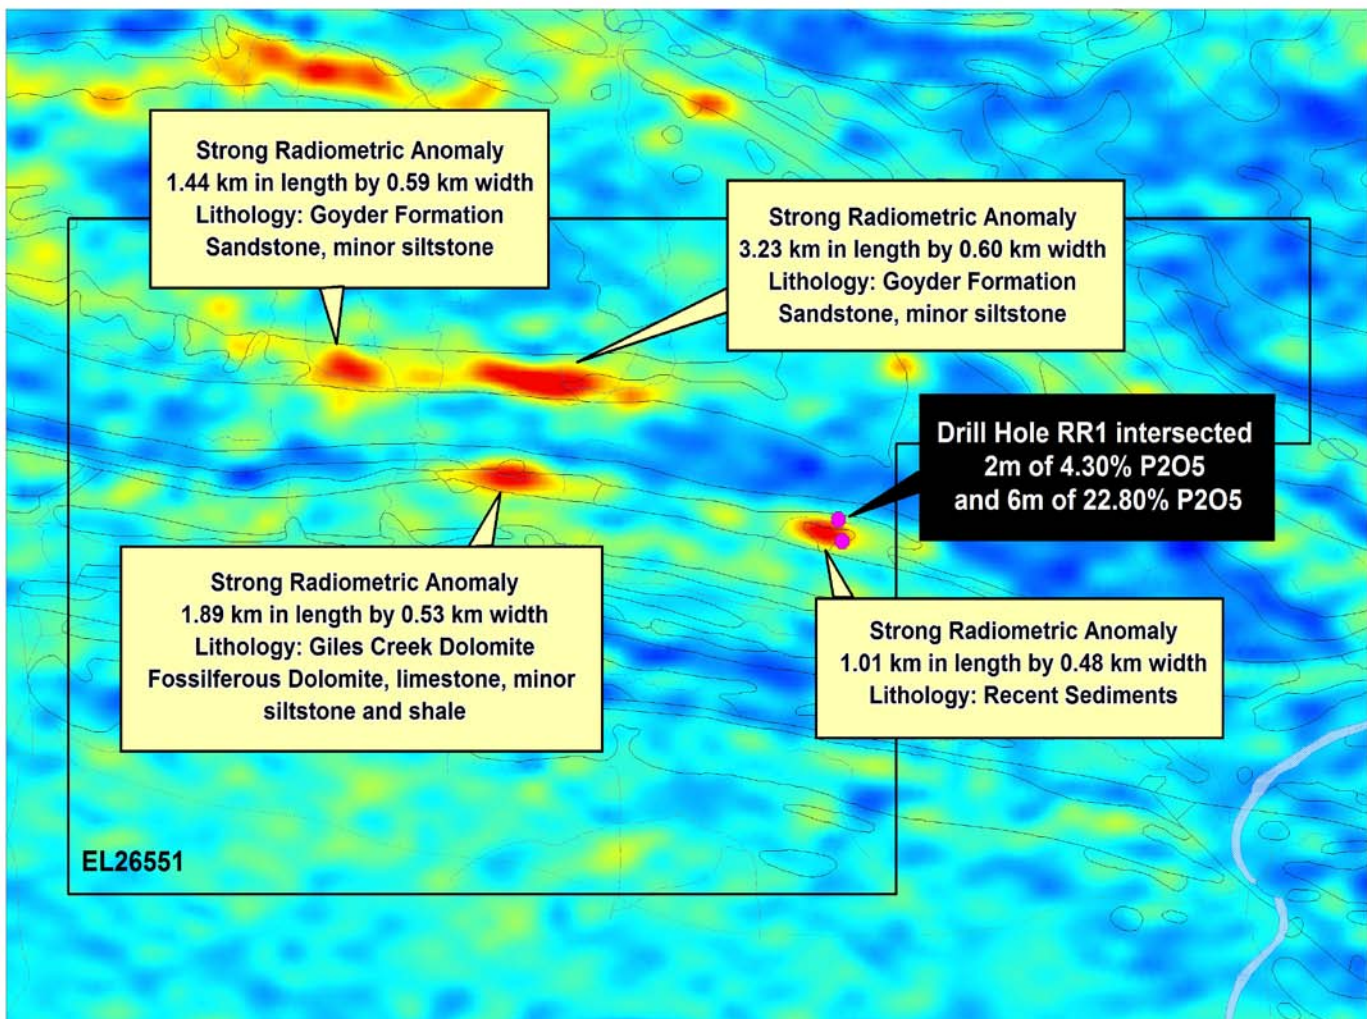 Strong Radiometric Anomaly
1.44 km in length by 0.59 km width
Lithology: Goyder Formation
Sandstone, minor siltstone
Strong Radiometric Anomaly
3.23 km in length by 0.60 km width
Lithology: Goyder Formation
Sandstone, minor siltstone
Drill Hole RR1 intersected
2m of 4.30% P2O5
and 6m of 22.80% P2O5
Strong Radiometric Anomaly
1.89 km in length by 0.53 km width
Lithology: Giles Creek Dolomite
Fossilferous Dolomite, limestone, minor
siltstone and shale
Strong Radiometric Anomaly
1.01 km in length by 0.48 km width
Lithology: Recent Sediments
EL26551